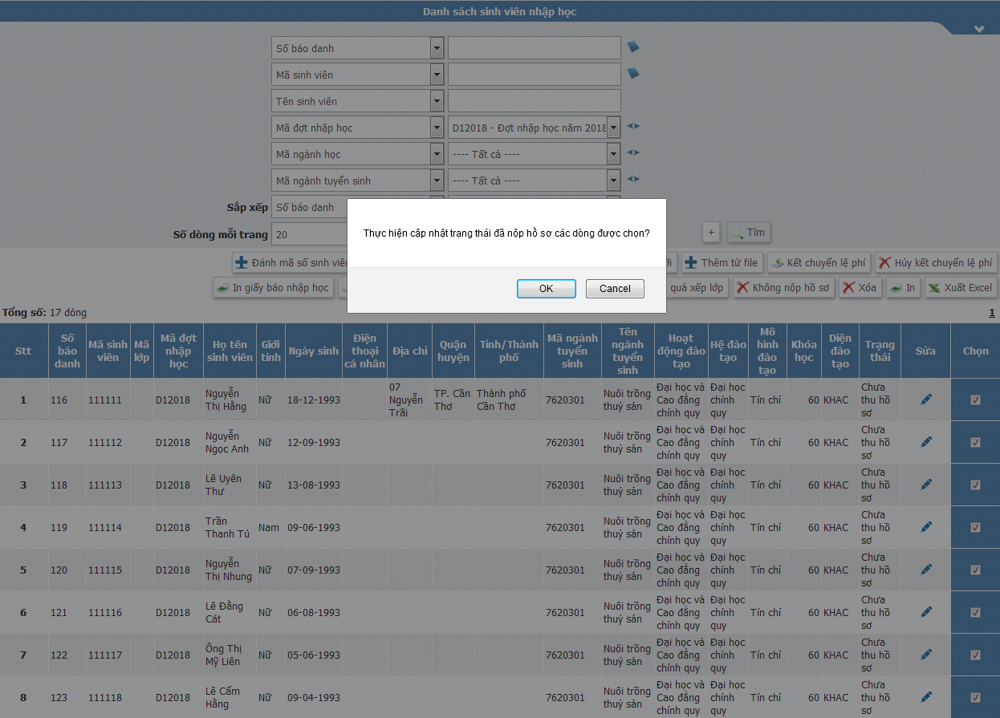 Danh sách sinh viên nhập học
Số báo danh
Mã sinh viên
Tên sinh viên
Mã đợt nhập học D12018 - Đợt nhập học năm 2018
Mã ngành học ---- Tất cả ----
Mã ngành tuyển sinh ---- Tất cả ----
Sắp xếp Số báo danh
Số dòng mỗi trang 20 + Tìm
Thực hiện cập nhật trạng thái đã nộp hồ sơ các dòng được chọn?
OK Cancel
Đánh mã số sinh viên Thêm từ file Kết chuyển lệ phí Hủy kết chuyển lệ phí
In giấy báo nhập học quả xếp lớp Không nộp hồ sơ Xóa In Xuất Excel
Tổng số: 17 dòng 1
Stt Số báo danh Mã sinh viên Mã lớp Mã đợt nhập học Họ tên sinh viên Giới tính Ngày sinh Điện thoại cá nhân Địa chỉ Quận huyện Tỉnh/Thành phố Mã ngành tuyển sinh Tên ngành tuyển sinh Hoạt động đào tạo Hệ đào tạo Mô hình đào tạo Khóa học Diện đào tạo Trạng thái Sửa Chọn
1 116 111111 D12018 Nguyễn Thị Hằng Nữ 18-12-1993 07 Nguyễn Trãi TP. Cần Thơ Thành phố Cần Thơ 7620301 Nuôi trồng thuỷ sản Đại học và Cao đẳng chính quy Đại học chính quy Tín chỉ 60 KHAC Chưa thu hồ sơ
2 117 111112 D12018 Nguyễn Ngọc Anh Nữ 12-09-1993 7620301 Nuôi trồng thuỷ sản Đại học và Cao đẳng chính quy Đại học chính quy Tín chỉ 60 KHAC Chưa thu hồ sơ
3 118 111113 D12018 Lê Uyên Thư Nữ 13-08-1993 7620301 Nuôi trồng thuỷ sản Đại học và Cao đẳng chính quy Đại học chính quy Tín chỉ 60 KHAC Chưa thu hồ sơ
4 119 111114 D12018 Trần Thanh Tú Nam 09-06-1993 7620301 Nuôi trồng thuỷ sản Đại học và Cao đẳng chính quy Đại học chính quy Tín chỉ 60 KHAC Chưa thu hồ sơ
5 120 111115 D12018 Nguyễn Thị Nhung Nữ 07-09-1993 7620301 Nuôi trồng thuỷ sản Đại học và Cao đẳng chính quy Đại học chính quy Tín chỉ 60 KHAC Chưa thu hồ sơ
6 121 111116 D12018 Lê Đằng Cát Nữ 06-08-1993 7620301 Nuôi trồng thuỷ sản Đại học và Cao đẳng chính quy Đại học chính quy Tín chỉ 60 KHAC Chưa thu hồ sơ
7 122 111117 D12018 Ông Thị Mỹ Liên Nữ 05-06-1993 7620301 Nuôi trồng thuỷ sản Đại học và Cao đẳng chính quy Đại học chính quy Tín chỉ 60 KHAC Chưa thu hồ sơ
8 123 111118 D12018 Lê Cẩm Hằng Nữ 09-04-1993 7620301 Nuôi trồng thuỷ sản Đại học và Cao đẳng chính quy Đại học chính quy Tín chỉ 60 KHAC Chưa thu hồ sơ